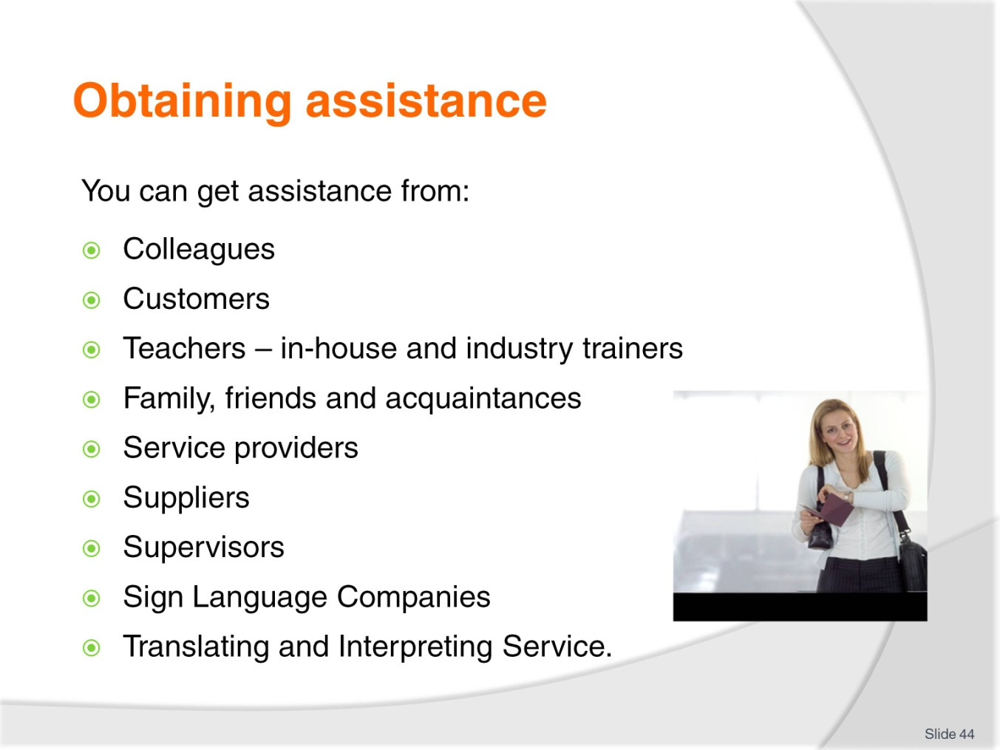 Obtaining assistance
You can get assistance from:
Colleagues
Customers
Teachers – in-house and industry trainers
Family, friends and acquaintances
Service providers
Suppliers
Supervisors
Sign Language Companies
Translating and Interpreting Service.
Slide 44